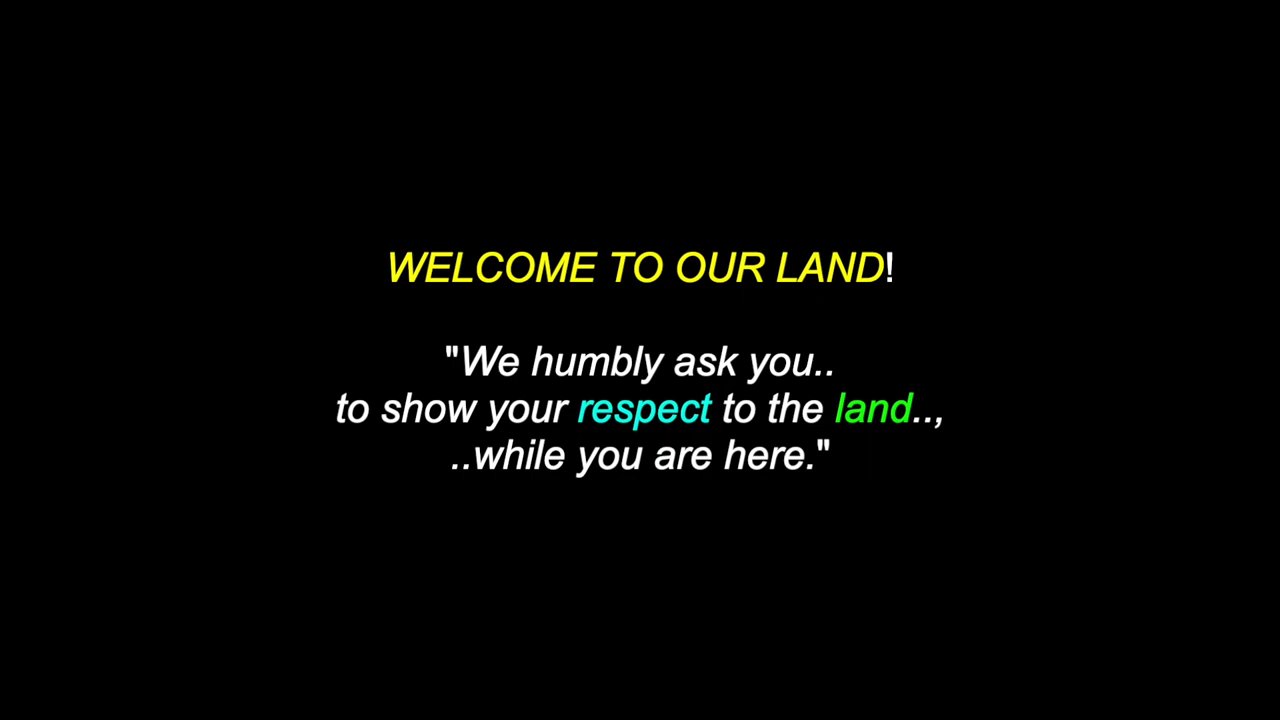 WELCOME TO OUR LAND!
"We humbly ask you..
to show your respect to the land..,
..while you are here."